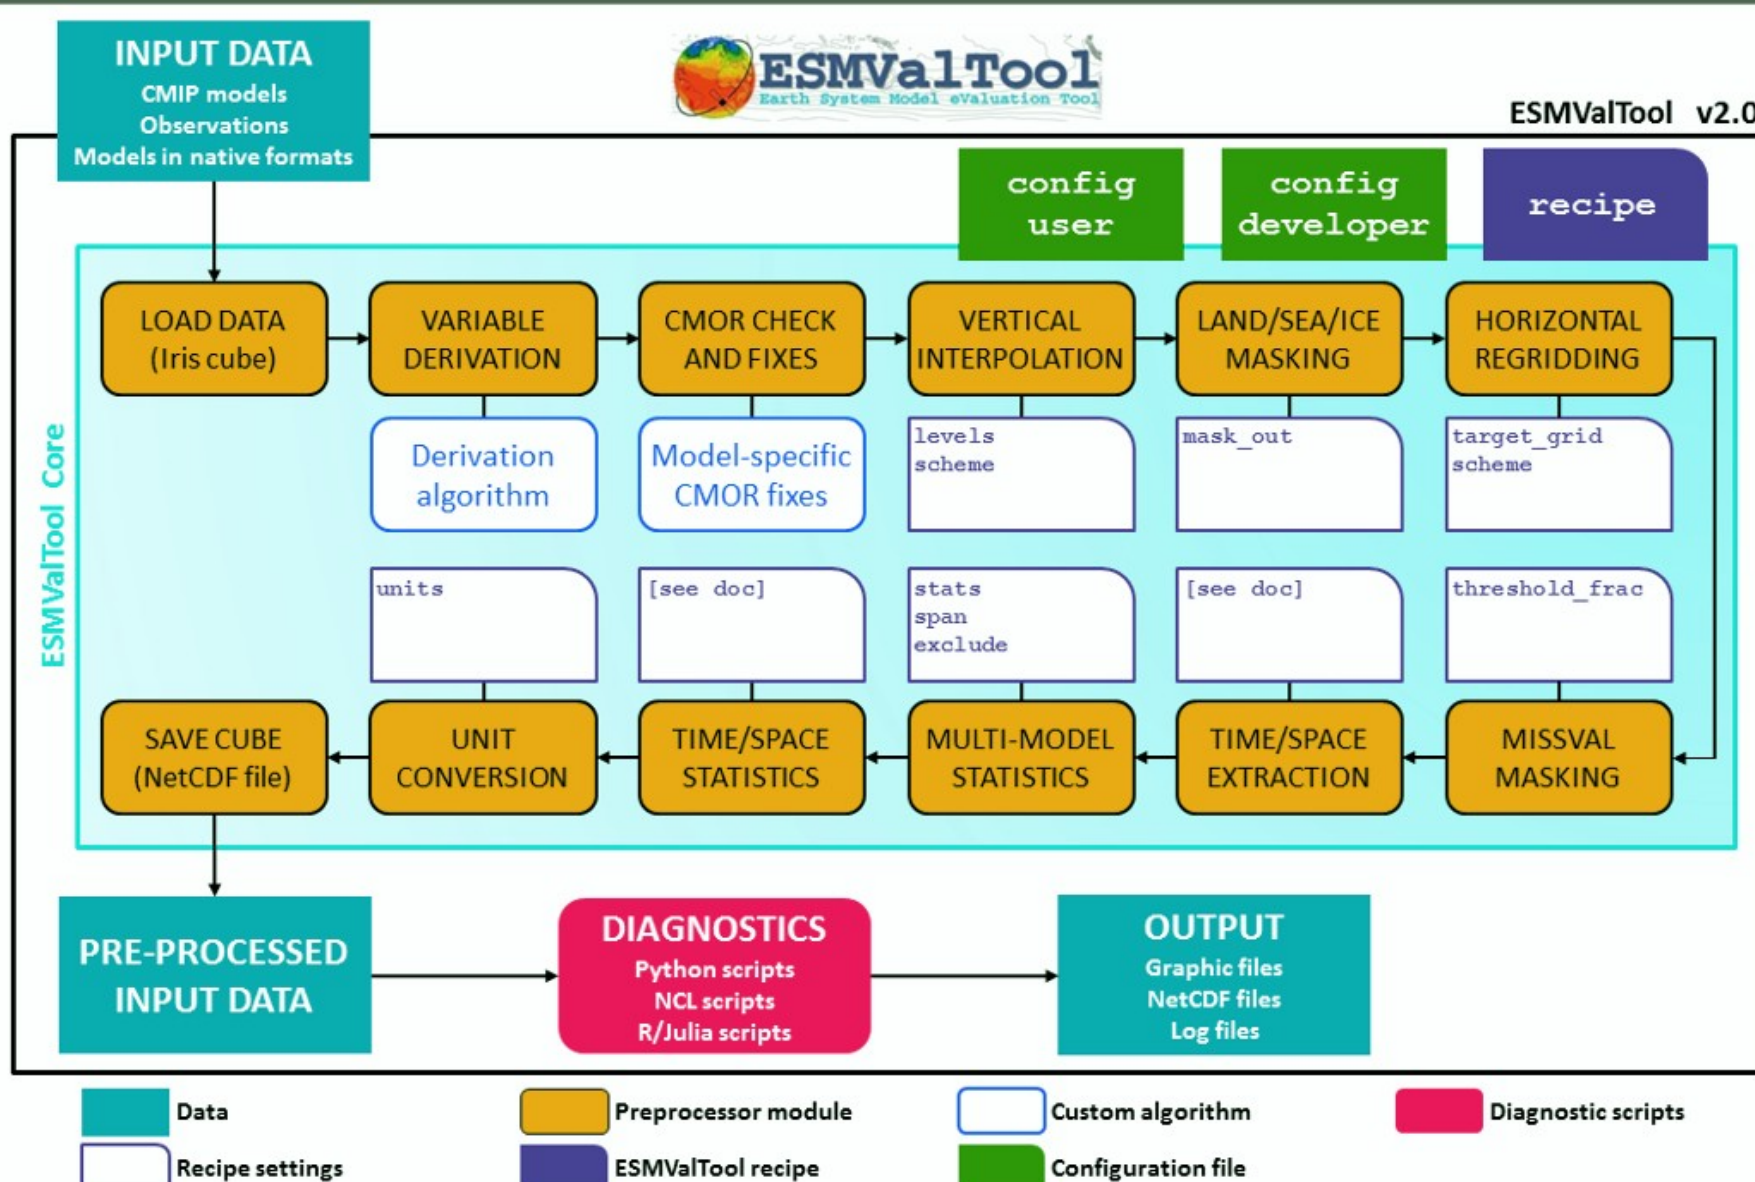 INPUT DATA
CMIP models
Observations
Models in native formats
ESMValTool
Earth System Model eValuation Tool
ESMValTool v2.0
config
user
config
developer
recipe
ESMValTool Core
LOAD DATA
(Iris cube)
VARIABLE
DERIVATION
CMOR CHECK
AND FIXES
VERTICAL
INTERPOLATION
LAND/SEA/ICE
MASKING
HORIZONTAL
REGRIDDING
Derivation
algorithm
Model-specific
CMOR fixes
levels
scheme
mask_out
target_grid
scheme
units
[see doc]
stats
span
exclude
[see doc]
threshold_frac
SAVE CUBE
(NetCDF file)
UNIT
CONVERSION
TIME/SPACE
STATISTICS
MULTI-MODEL
STATISTICS
TIME/SPACE
EXTRACTION
MISSVAL
MASKING
PRE-PROCESSED
INPUT DATA
DIAGNOSTICS
Python scripts
NCL scripts
R/Julia scripts
OUTPUT
Graphic files
NetCDF files
Log files
Data
Preprocessor module
Custom algorithm
Diagnostic scripts
Recipe settings
ESMValTool recipe
Configuration file